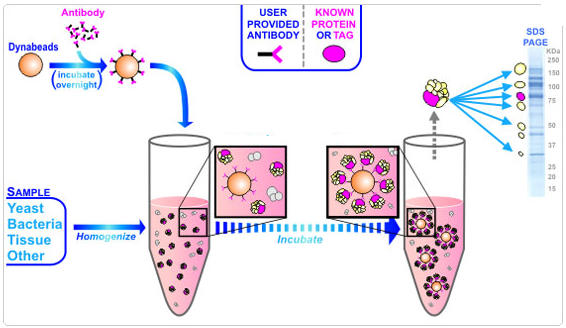 Antibody
Dynabeads
(incubate
overnight)
USER
PROVIDED
ANTIBODY
KNOWN
PROTEIN
OR TAG
SDS
PAGE
KDa
250
150
100
75
50
37
25
20
15
SAMPLE
Yeast
Bacteria
Tissue
Other
Homogenize
Incubate